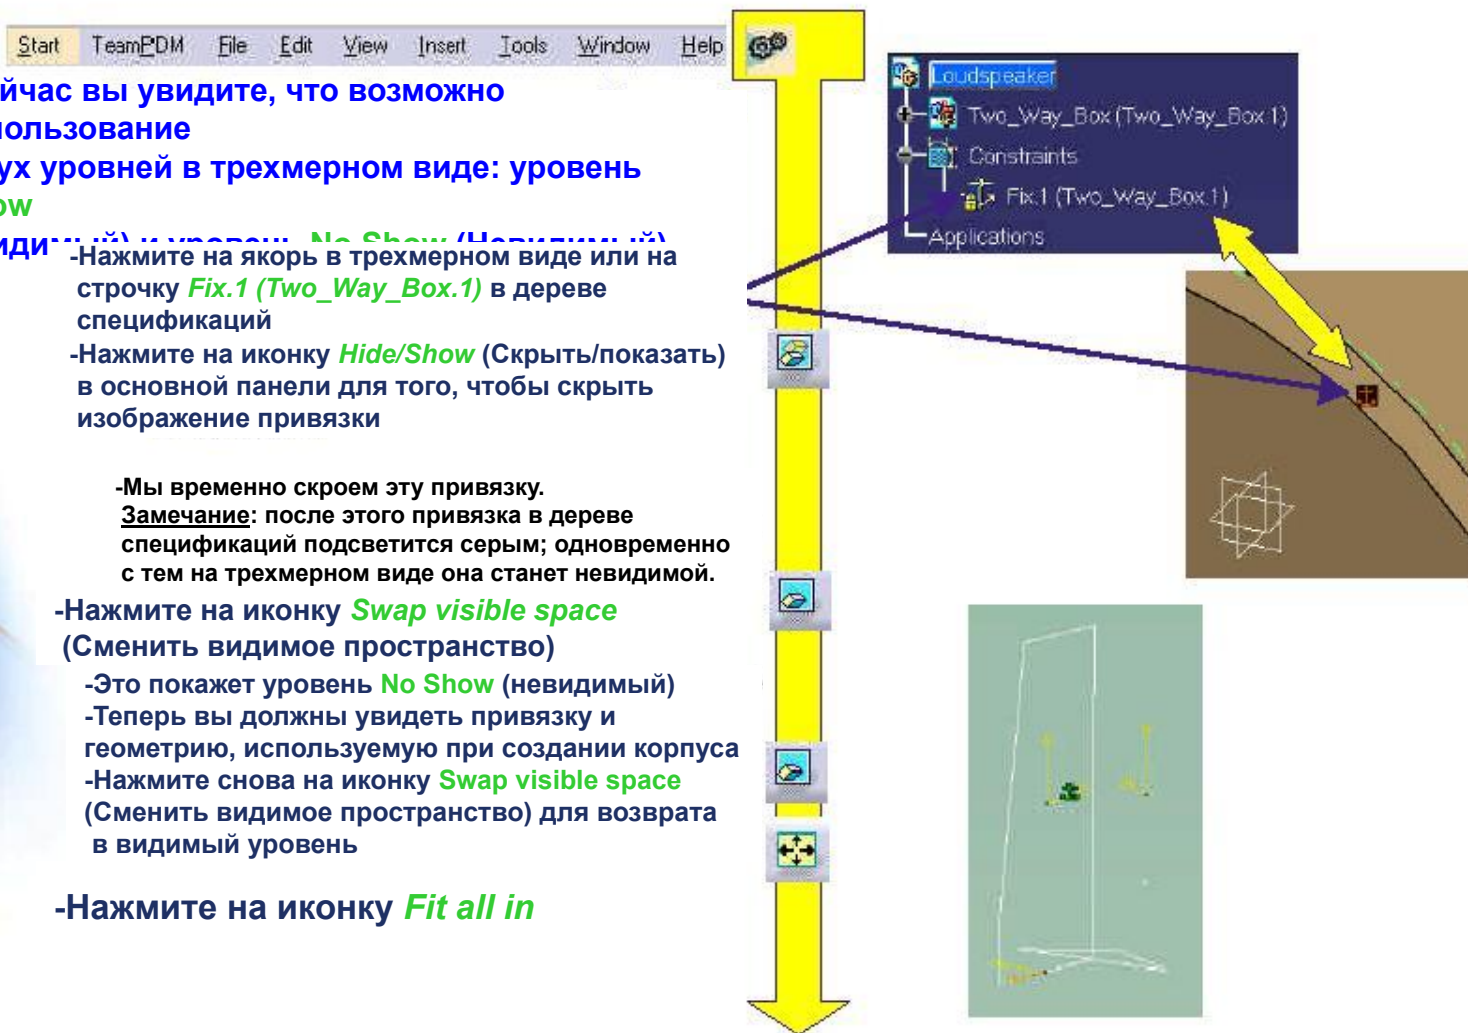 Start TeamPDM File Edit View Insert Tools Window Help
йчас вы увидите, что возможно
пользование
ух уровней в трехмерном виде: уровень
ow
идимый) и уровень No Show (Невидимый)
-Нажмите на якорь в трехмерном виде или на
строчку Fix.1 (Two_Way_Box.1) в дереве
спецификаций
-Нажмите на иконку Hide/Show (Скрыть/показать)
в основной панели для того, чтобы скрыть
изображение привязки
-Мы временно скроем эту привязку.
Замечание: после этого привязка в дереве
спецификаций подсветится серым; одновременно
с тем на трехмерном виде она станет невидимой.
-Нажмите на иконку Swap visible space
(Сменить видимое пространство)
-Это покажет уровень No Show (невидимый)
-Теперь вы должны увидеть привязку и
геометрию, используемую при создании корпуса
-Нажмите снова на иконку Swap visible space
(Сменить видимое пространство) для возврата
в видимый уровень
-Нажмите на иконку Fit all in
Loudspeaker
Two_Way_Box (Two_Way_Box.1)
Constraints
Fix.1 (Two_Way_Box.1)
Applications